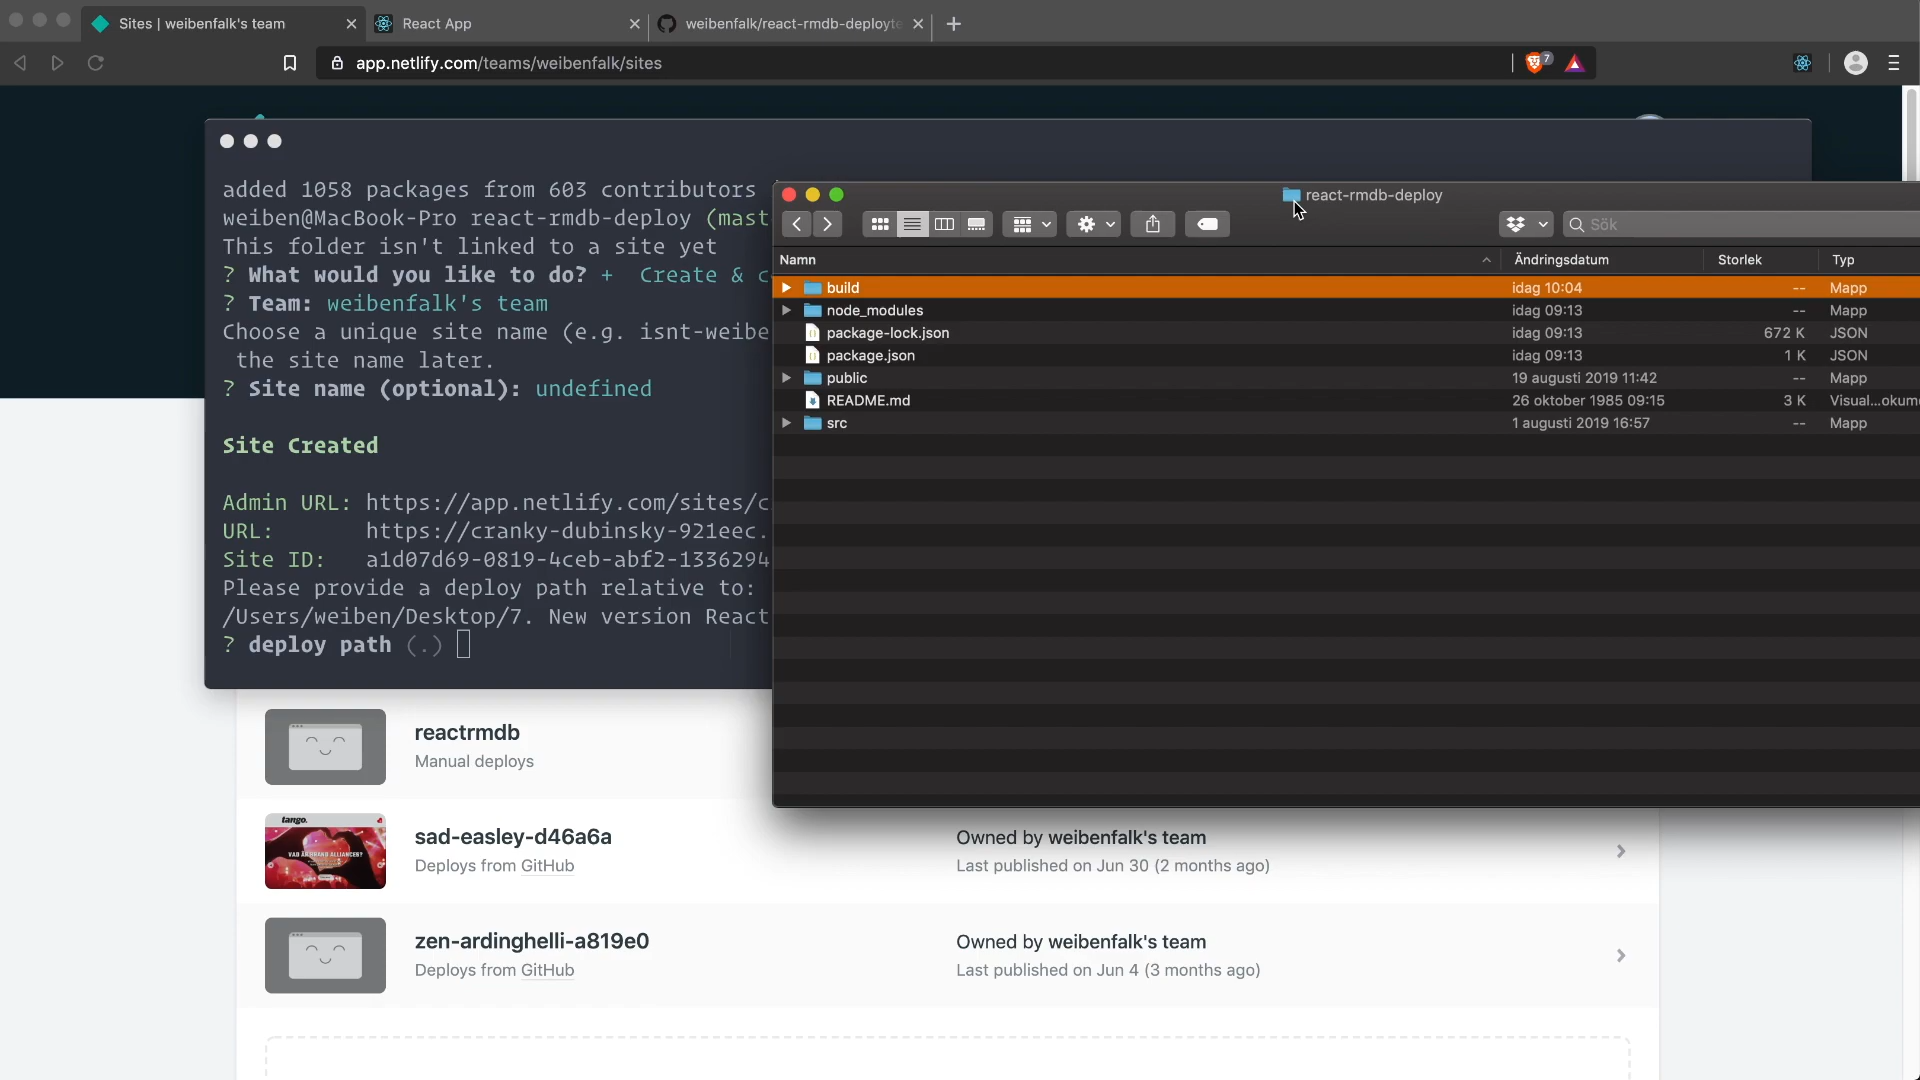 Sites | weibenfalk's team
React App
weibenfalk/react-rmdb-deployte
app.netlify.com/teams/weibenfalk/sites
7
added 1058 packages from 603 contributors
weiben@MacBook-Pro react-rmdb-deploy (mast
This folder isn't linked to a site yet
? What would you like to do? + Create & c
? Team: weibenfalk's team
Choose a unique site name (e.g. isnt-weibe
the site name later.
? Site name (optional): undefined
Site Created
Admin URL: https://app.netlify.com/sites/c
URL: https://cranky-dubinsky-921eec.
Site ID: a1d07d69-0819-4ceb-abf2-1336294
Please provide a deploy path relative to:
/Users/weiben/Desktop/7. New version React
? deploy path (.)
react-rmdb-deploy
Sök
Namn Ändringsdatum Storlek Typ
build idag 10:04 -- Mapp
node_modules idag 09:13 -- Mapp
package-lock.json idag 09:13 672 K JSON
package.json idag 09:13 1 K JSON
public 19 augusti 2019 11:42 -- Mapp
README.md 26 oktober 1985 09:15 3 K Visual...okume
src 1 augusti 2019 16:57 -- Mapp
reactrmdb
Manual deploys
tango.
sad-easley-d46a6a
Deploys from GitHub
Owned by weibenfalk's team
Last published on Jun 30 (2 months ago)
zen-ardinghelli-a819e0
Deploys from GitHub
Owned by weibenfalk's team
Last published on Jun 4 (3 months ago)